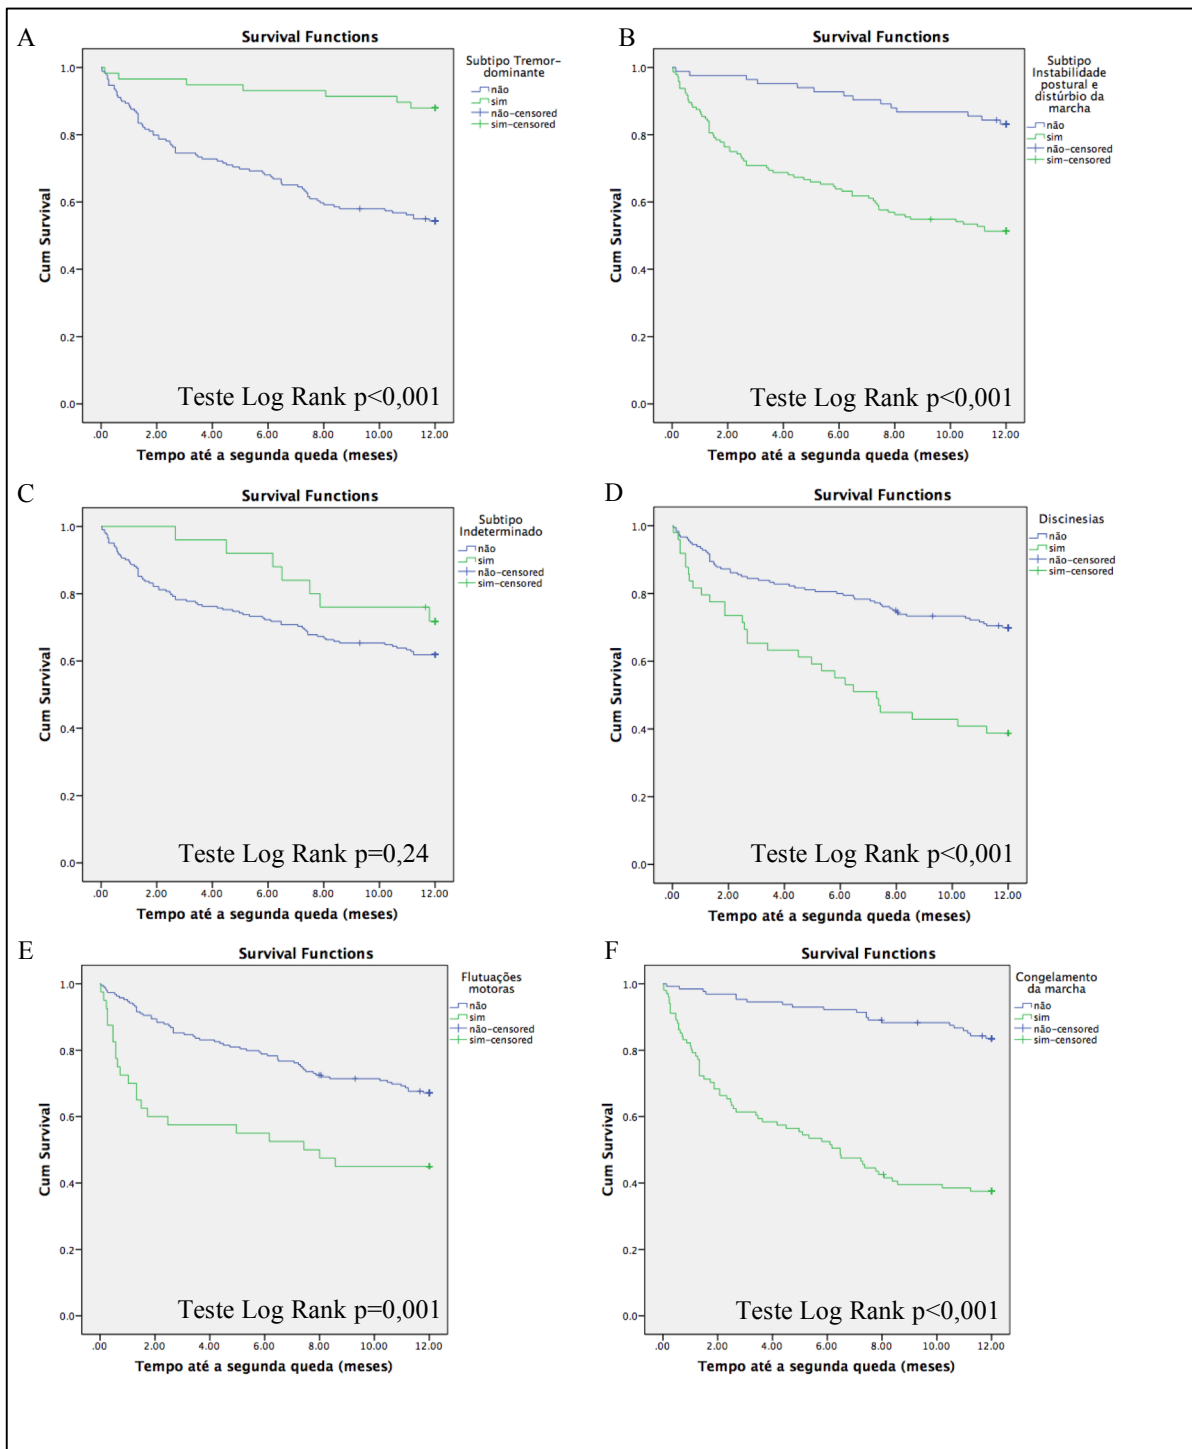 A
Survival Functions
Subtipo Tremor-
dominante
não
sim
não-censored
sim-censored
1.0
0.8
0.6
0.4
0.2
0.0
Cum Survival
Teste Log Rank p<0,001
.00 2.00 4.00 6.00 8.00 10.00 12.00
Tempo até a segunda queda (meses)
B
Survival Functions
Subtipo
Instabilidade
postural e
distúrbio da
marcha
não
sim
não-censored
sim-censored
1.0
0.8
0.6
0.4
0.2
0.0
Cum Survival
Teste Log Rank p<0,001
.00 2.00 4.00 6.00 8.00 10.00 12.00
Tempo até a segunda queda (meses)
C
Survival Functions
Subtipo
Indeterminado
não
sim
não-censored
sim-censored
1.0
0.8
0.6
0.4
0.2
0.0
Cum Survival
Teste Log Rank p=0,24
.00 2.00 4.00 6.00 8.00 10.00 12.00
Tempo até a segunda queda (meses)
D
Survival Functions
Discinesias
não
sim
não-censored
sim-censored
1.0
0.8
0.6
0.4
0.2
0.0
Cum Survival
Teste Log Rank p<0,001
.00 2.00 4.00 6.00 8.00 10.00 12.00
Tempo até a segunda queda (meses)
E
Survival Functions
Flutuações
motoras
não
sim
não-censored
sim-censored
1.0
0.8
0.6
0.4
0.2
0.0
Cum Survival
Teste Log Rank p=0,001
.00 2.00 4.00 6.00 8.00 10.00 12.00
Tempo até a segunda queda (meses)
F
Survival Functions
Congelamento
da marcha
não
sim
não-censored
sim-censored
1.0
0.8
0.6
0.4
0.2
0.0
Cum Survival
Teste Log Rank p<0,001
.00 2.00 4.00 6.00 8.00 10.00 12.00
Tempo até a segunda queda (meses)